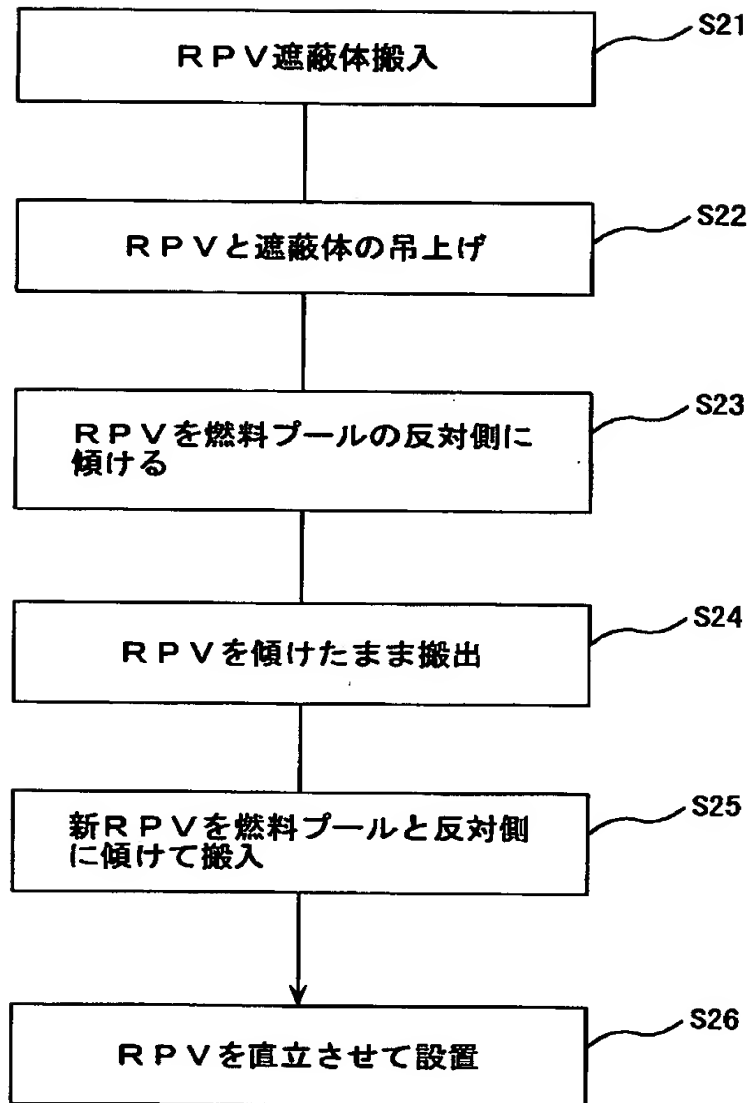 RPV遮蔽体搬入
S21
RPVと遮蔽体の吊上げ
S22
RPVを燃料プールの反対側に
傾ける
S23
RPVを傾けたまま搬出
S24
新RPVを燃料プールと反対側
に傾けて搬入
S25
RPVを直立させて設置
S26